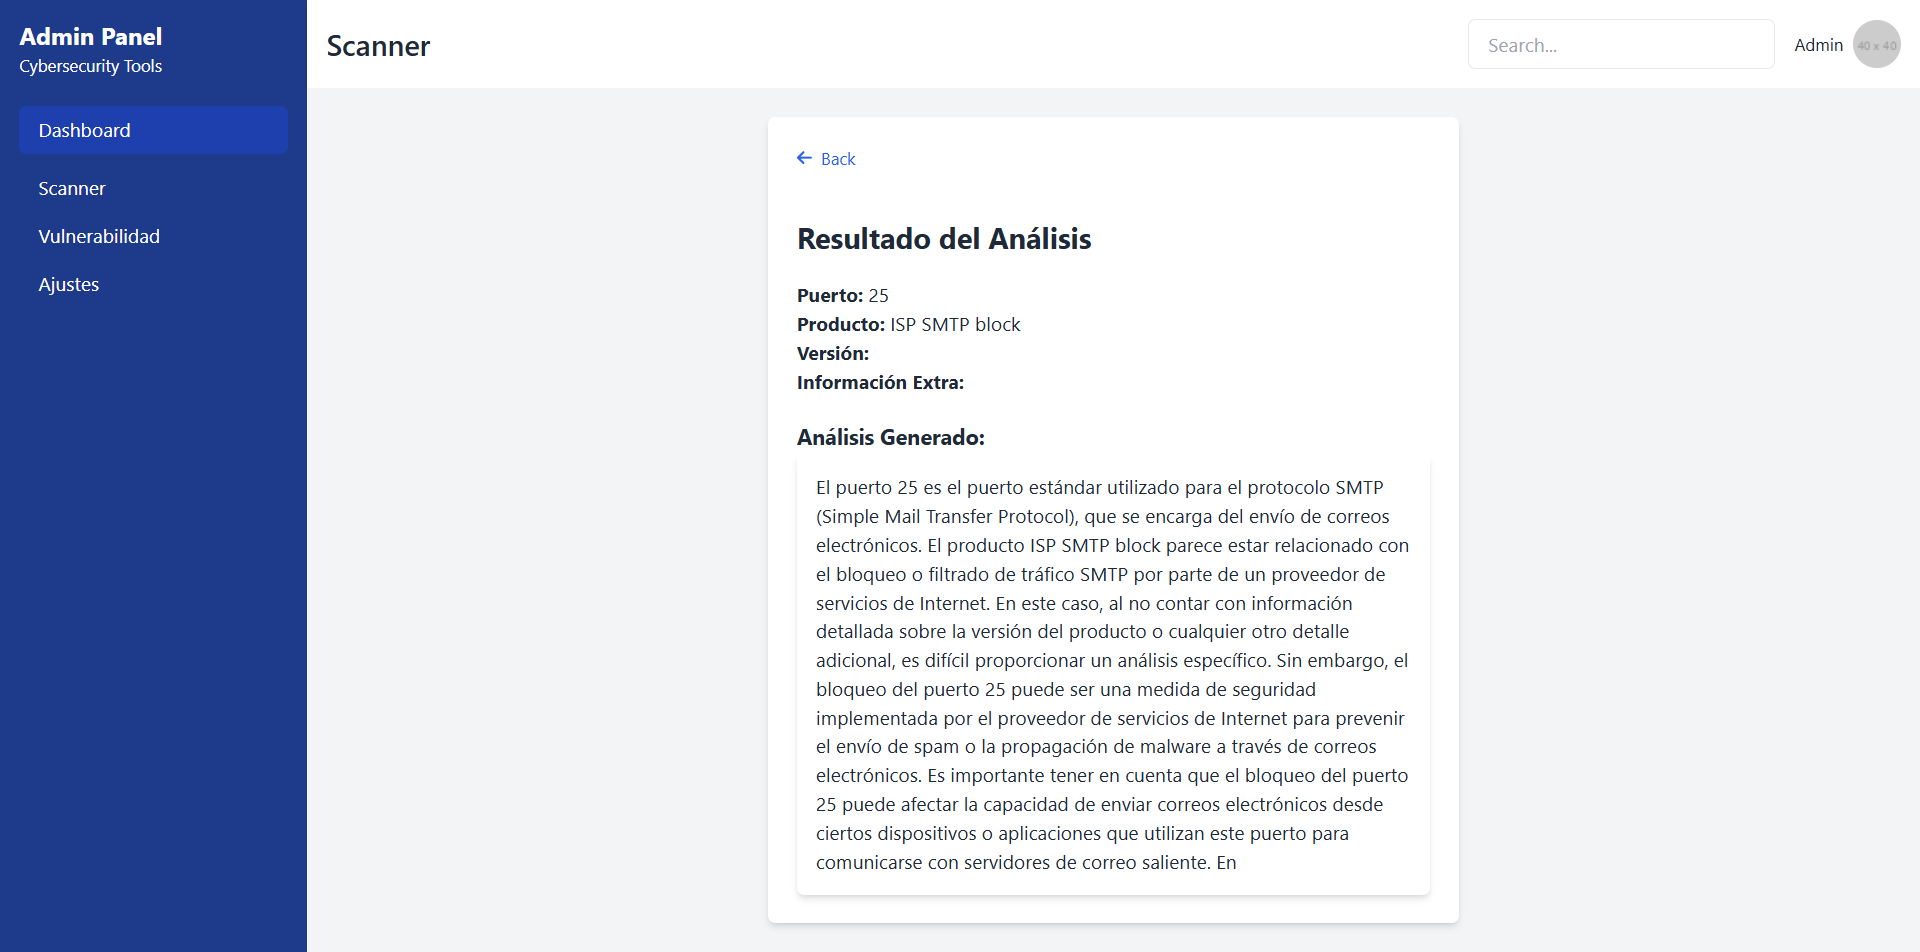 Admin Panel
Cybersecurity Tools
Dashboard
Scanner
Vulnerabilidad
Ajustes
Scanner
Search...
Admin
40 x 40
Back
Resultado del Análisis
Puerto: 25
Producto: ISP SMTP block
Versión:
Información Extra:
Análisis Generado:
El puerto 25 es el puerto estándar utilizado para el protocolo SMTP
(Simple Mail Transfer Protocol), que se encarga del envío de correos
electrónicos. El producto ISP SMTP block parece estar relacionado con
el bloqueo o filtrado de tráfico SMTP por parte de un proveedor de
servicios de Internet. En este caso, al no contar con información
detallada sobre la versión del producto o cualquier otro detalle
adicional, es difícil proporcionar un análisis específico. Sin embargo, el
bloqueo del puerto 25 puede ser una medida de seguridad
implementada por el proveedor de servicios de Internet para prevenir
el envío de spam o la propagación de malware a través de correos
electrónicos. Es importante tener en cuenta que el bloqueo del puerto
25 puede afectar la capacidad de enviar correos electrónicos desde
ciertos dispositivos o aplicaciones que utilizan este puerto para
comunicarse con servidores de correo saliente. En